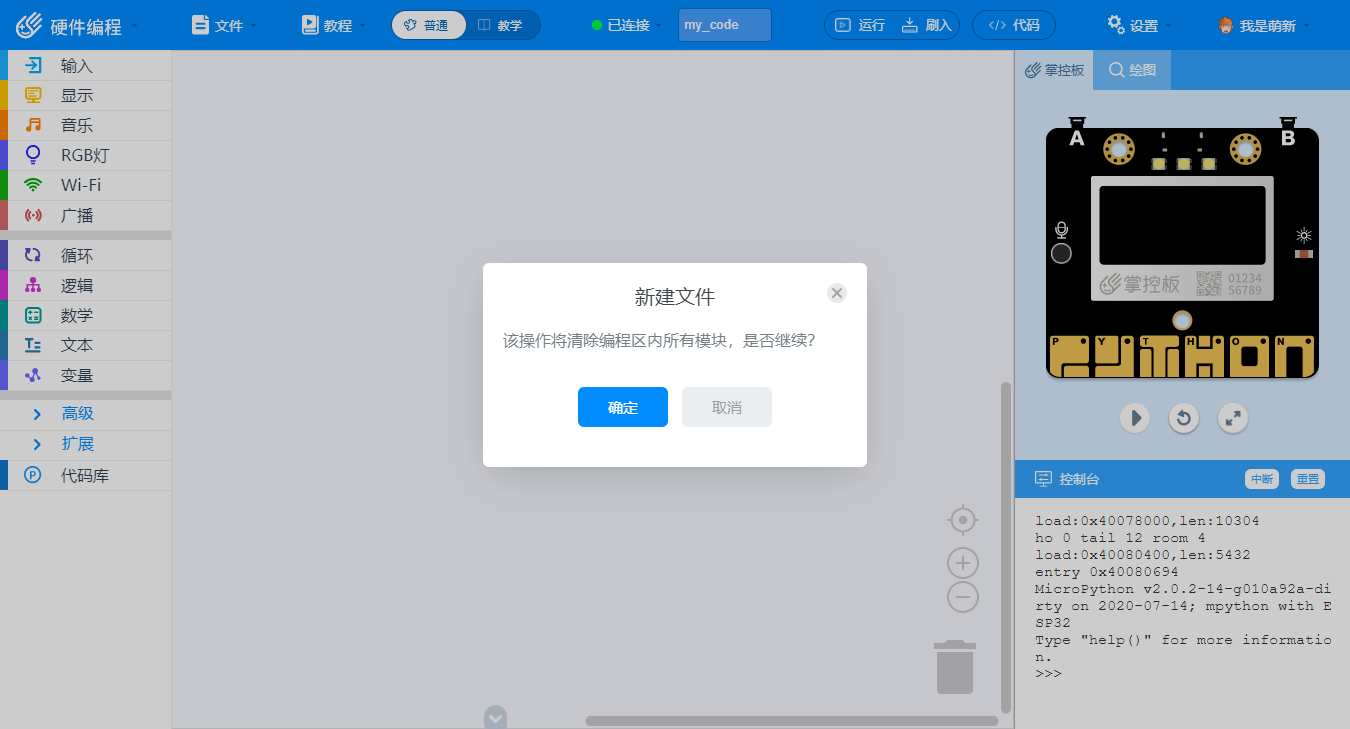 硬件编程
文件
教程
普通
教学
已连接
my_code
运行
刷入
代码
设置
我是萌新
输入
显示
音乐
RGB灯
Wi-Fi
广播
循环
逻辑
数学
文本
变量
高级
扩展
代码库
新建文件
该操作将清除编程区内所有模块，是否继续？
确定
取消
掌控板
绘图
A
B
掌控板
01234
56789
P Y T H O N
PYTHON
控制台
中断
重置
load:0x40078000,len:10304
ho 0 tail 12 room 4
load:0x40080400,len:5432
entry 0x40080694
MicroPython v2.0.2-14-g010a92a-di
rty on 2020-07-14; mpython with E
SP32
Type "help()" for more informatio
n.
>>>